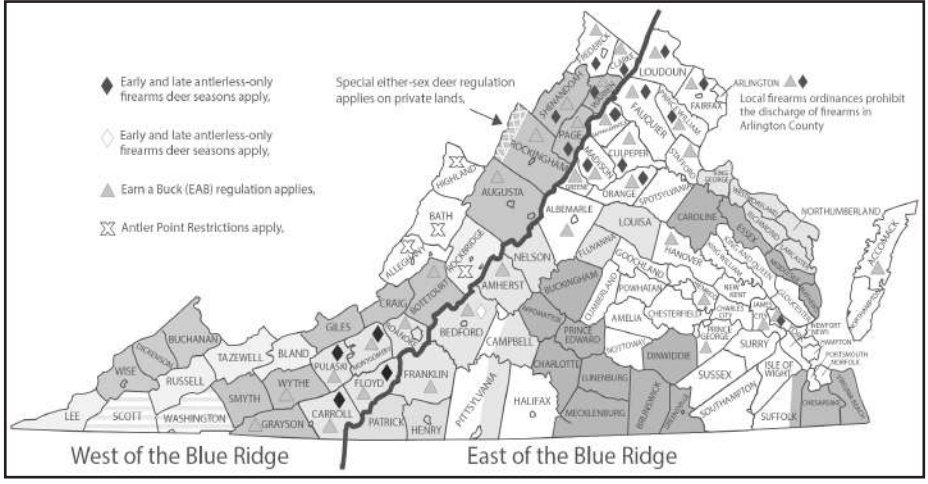 Early and late antlerless-only
firearms deer seasons apply.
Early and late antlerless-only
firearms deer seasons apply.
Earn a Buck (EAB) regulation applies.
Antler Point Restrictions apply.
Special either-sex deer regulation
applies on private lands.
ARLINGTON
Local firearms ordinances prohibit
the discharge of firearms in
Arlington County
FREDERICK
CLARKE
LOUDOUN
FAIRFAX
SHENANDOAH
WARREN
FAUQUIER
PRINCE WILLIAM
PAGE
ROCKINGHAM
MADISON
CULPEPER
STAFFORD
GREENE
ORANGE
SPOTSYLVANIA
KING
GEORGE
WESTMORELAND
HIGHLAND
AUGUSTA
ALBEMARLE
LOUISA
CAROLINE
ESSEX
RICHMOND
NORTHUMBERLAND
LANCASTER
BATH
ALLEGHANY
ROCKBRIDGE
NELSON
FLUVANNA
GOOCHLAND
HANOVER
KING WILLIAM
KING AND QUEEN
MIDDLESEX
ACCOMACK
NORTHAMPTON
BOTETOURT
AMHERST
BUCKINGHAM
CUMBERLAND
POWHATAN
HENRICO
NEW
KENT
CHARLES
CITY
JAMES
CITY
GLOUCESTER
CRAIG
GILES
ROANOKE
BEDFORD
CAMPBELL
APPOMATTOX
PRINCE
EDWARD
AMELIA
CHESTERFIELD
NOTTOWAY
PRINCE
GEORGE
SURRY
NEWPORT
NEWS
HAMPTON
PORTSMOUTH
NORFOLK
BUCHANAN
DICKENSON
WISE
TAZEWELL
BLAND
PULASKI
MONTGOMERY
FLOYD
FRANKLIN
CHARLOTTE
LUNENBURG
DINWIDDIE
SUSSEX
ISLE OF
WIGHT
RUSSELL
SMYTH
WYTHE
CARROLL
PITTSYLVANIA
HALIFAX
MECKLENBURG
BRUNSWICK
GREENSVILLE
SOUTHAMPTON
SUFFOLK
CHESAPEAKE
VIRGINIA BEACH
LEE
SCOTT
WASHINGTON
GRAYSON
PATRICK
HENRY
West of the Blue Ridge
East of the Blue Ridge